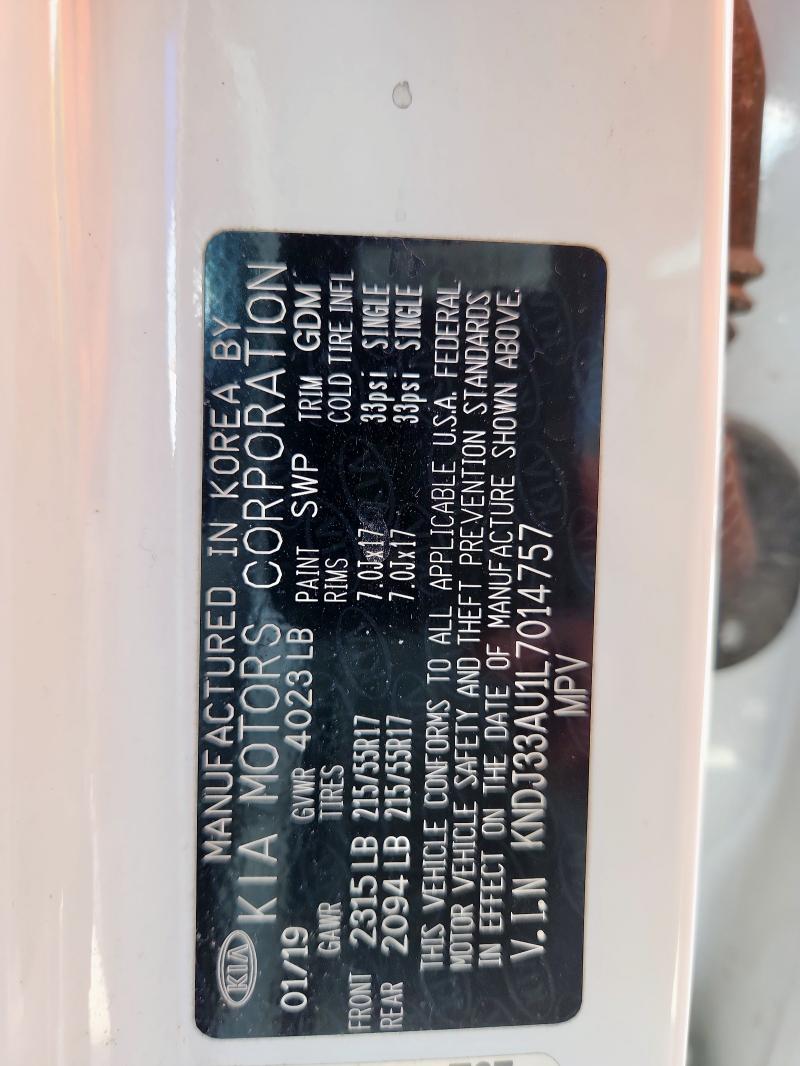 MANUFACTURED IN KOREA BY
KIA KIA MOTORS CORPORATION
01/19 GVWR 4023 LB PAINT SWP TRIM GDM
GAWR TIRES RIMS COLD TIRE INFL
FRONT 2315 LB 215/55R17 7.0Jx17 33psi SINGLE
REAR 2094 LB 215/55R17 7.0Jx17 33psi SINGLE
THIS VEHICLE CONFORMS TO ALL APPLICABLE U.S.A. FEDERAL
MOTOR VEHICLE SAFETY AND THEFT PREVENTION STANDARDS
IN EFFECT ON THE DATE OF MANUFACTURE SHOWN ABOVE.
V.I.N KNDJ33AU1L7014757
MPV